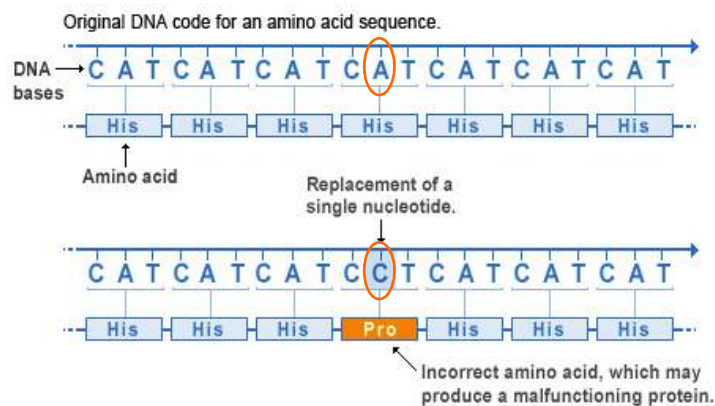 Original DNA code for an amino acid sequence.
DNA bases
C A T C A T C A T C A T C A T C A T C A T
His His His His His His His
Amino acid
Replacement of a
single nucleotide.
C A T C A T C A T C C T C A T C A T C A T
His His His Pro His His His
Incorrect amino acid, which may
produce a malfunctioning protein.